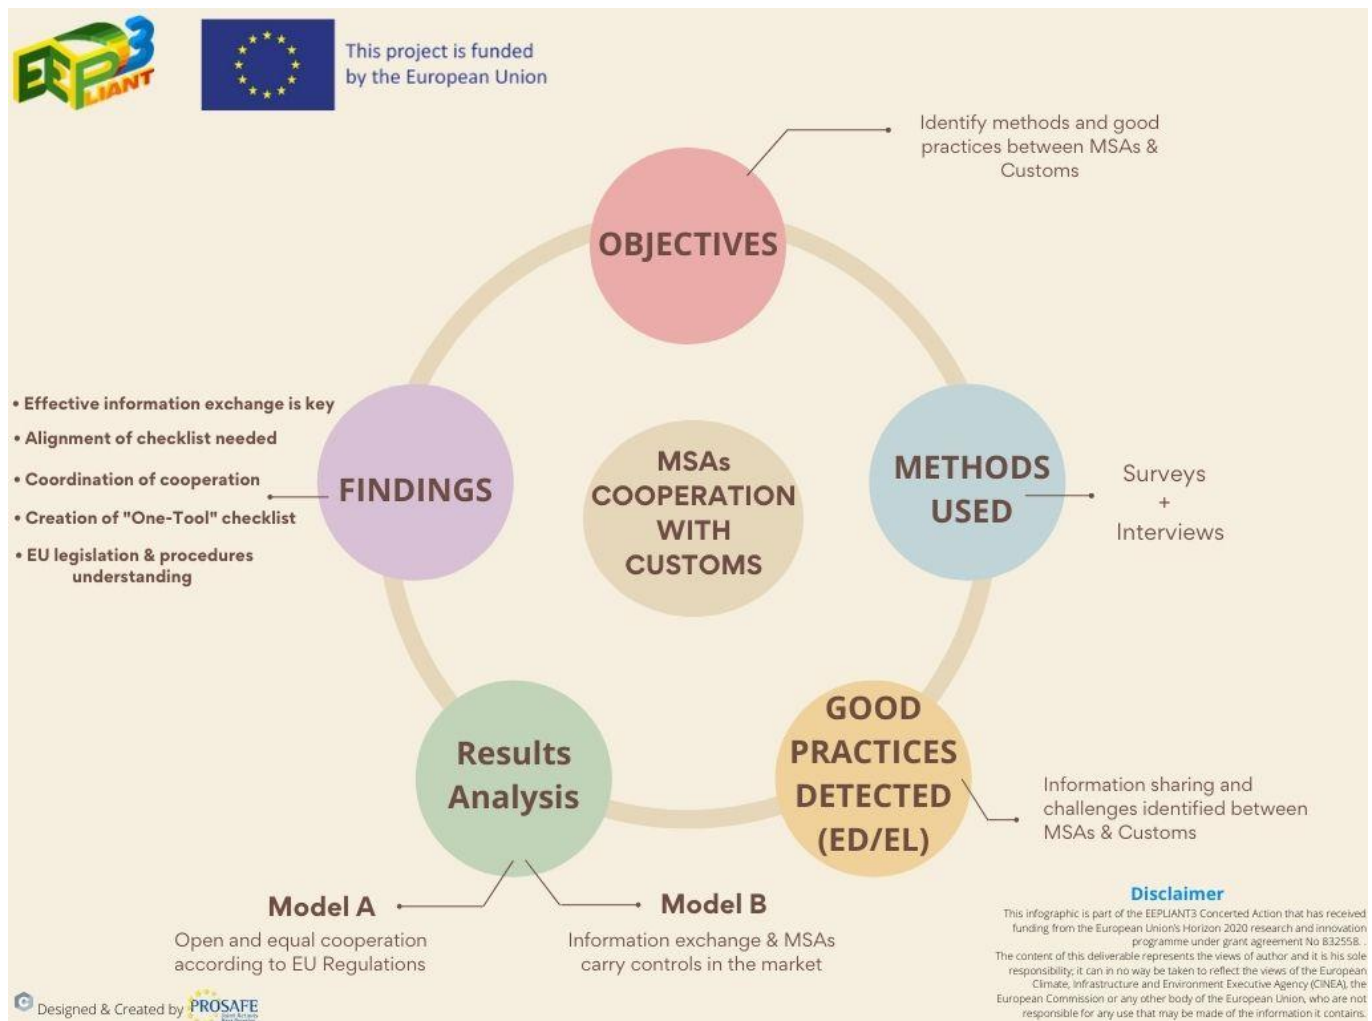 EEP3
LIANT
This project is funded
by the European Union
Identify methods and good
practices between MSAs &
Customs
OBJECTIVES
METHODS
USED
Surveys
+
Interviews
GOOD
PRACTICES
DETECTED
(ED/EL)
Information sharing and
challenges identified between
MSAs & Customs
Results
Analysis
Model A
Open and equal cooperation
according to EU Regulations
Model B
Information exchange & MSAs
carry controls in the market
FINDINGS
• Effective information exchange is key
• Alignment of checklist needed
• Coordination of cooperation
• Creation of "One-Tool" checklist
• EU legislation & procedures
understanding
MSAs
COOPERATION
WITH
CUSTOMS
Disclaimer
This infographic is part of the EEPLIANT3 Concerted Action that has received
funding from the European Union's Horizon 2020 research and innovation
programme under grant agreement No 832558. .
The content of this deliverable represents the views of author and it is his sole
responsibility; it can in no way be taken to reflect the views of the European
Climate, Infrastructure and Environment Executive Agency (CINEA), the
European Commission or any other body of the European Union, who are not
responsible for any use that may be made of the information it contains.
C
Designed & Created by
PROSAFE